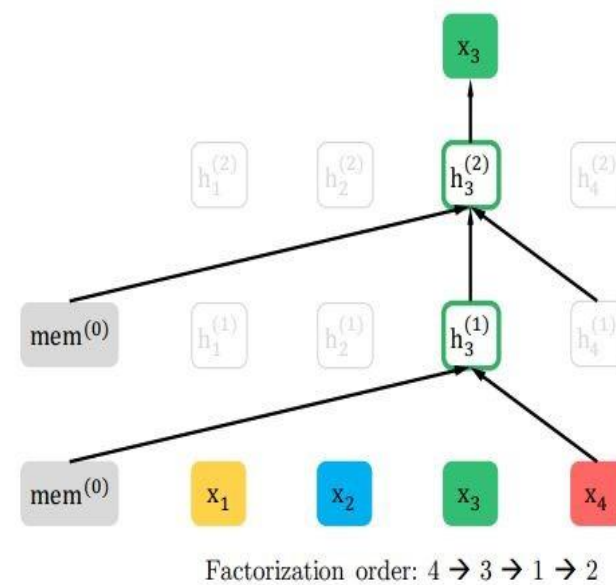 x₃
h₁⁽²⁾ h₂⁽²⁾ h₃⁽²⁾ h₄⁽²⁾
mem⁽⁰⁾ h₁⁽¹⁾ h₂⁽¹⁾ h₃⁽¹⁾ h₄⁽¹⁾
mem⁽⁰⁾ x₁ x₂ x₃ x₄
Factorization order: 4 → 3 → 1 → 2